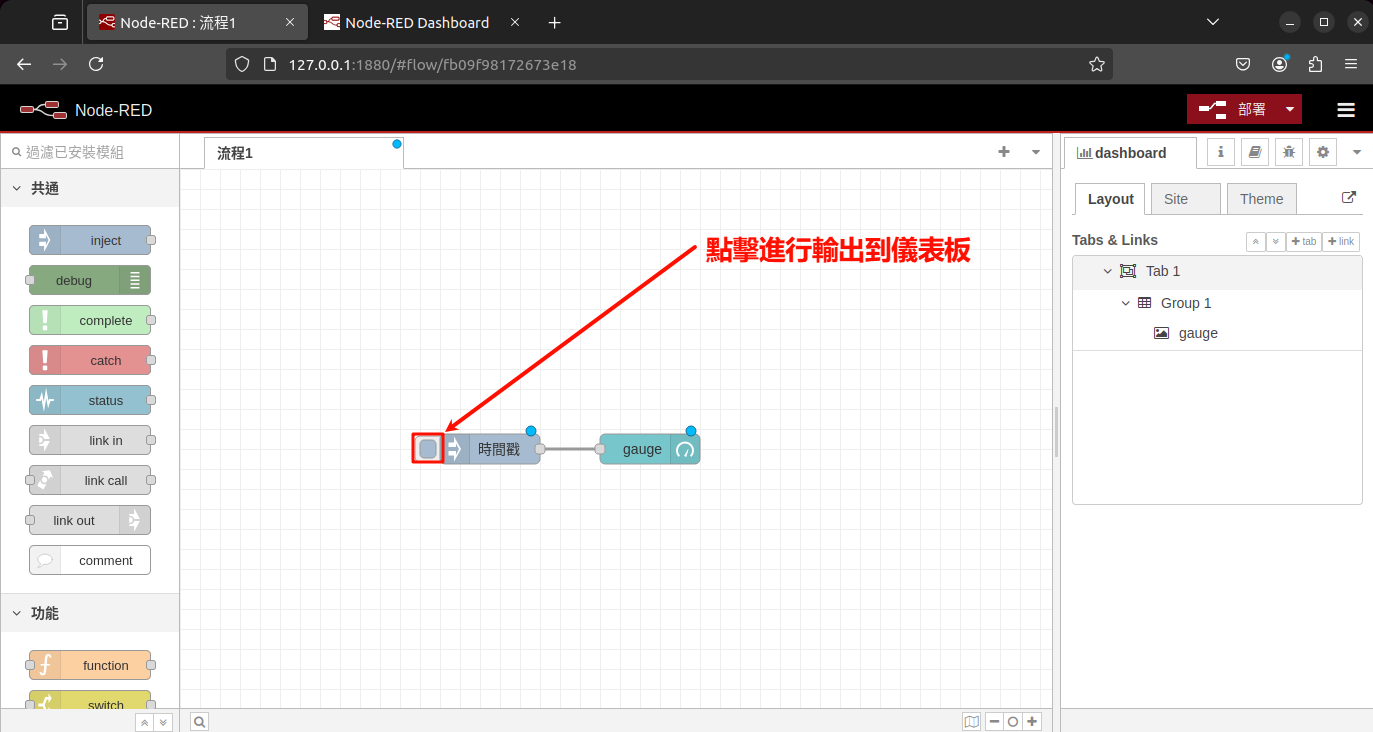 Node-RED : 流程1
Node-RED Dashboard
127.0.0.1:1880/#flow/fb09f98172673e18
Node-RED
部署
過濾已安裝模組
流程1
dashboard
共通
Layout
Site
Theme
inject
debug
complete
catch
status
link in
link call
link out
comment
功能
function
switch
點擊進行輸出到儀表板
時間戳
gauge
Tabs & Links
tab
link
Tab 1
Group 1
gauge